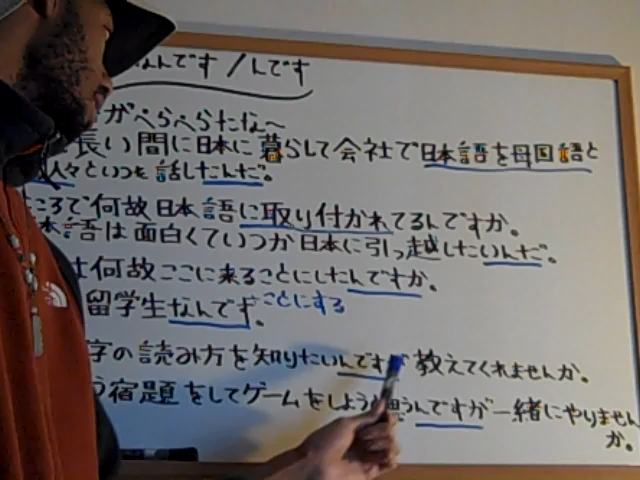 なんです/んです
がぺらぺらだな〜
長い間に日本に暮らして会社で日本語を母国語と
人々といつも話したんだ。
ころで何故日本語に取り付かれてるんですか。
本語は面白くていつか日本に引っ越したいんだ。
は何故ここに来ることにしたんですか。
留学生なんです。ことにする
字の読み方を知りたいんですが教えてくれませんか。
う宿題をしてゲームをしようと思うんですが一緒にやりません
か。